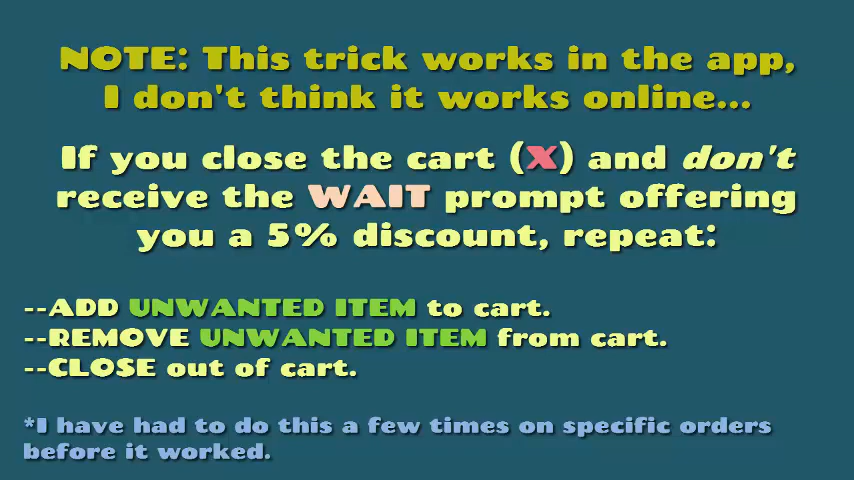 NOTE: This trick works in the app,
I don't think it works online...
If you close the cart (X) and don't
receive the WAIT prompt offering
you a 5% discount, repeat:
--ADD UNWANTED ITEM to cart.
--REMOVE UNWANTED ITEM from cart.
--CLOSE out of cart.
*I have had to do this a few times on specific orders
before it worked.